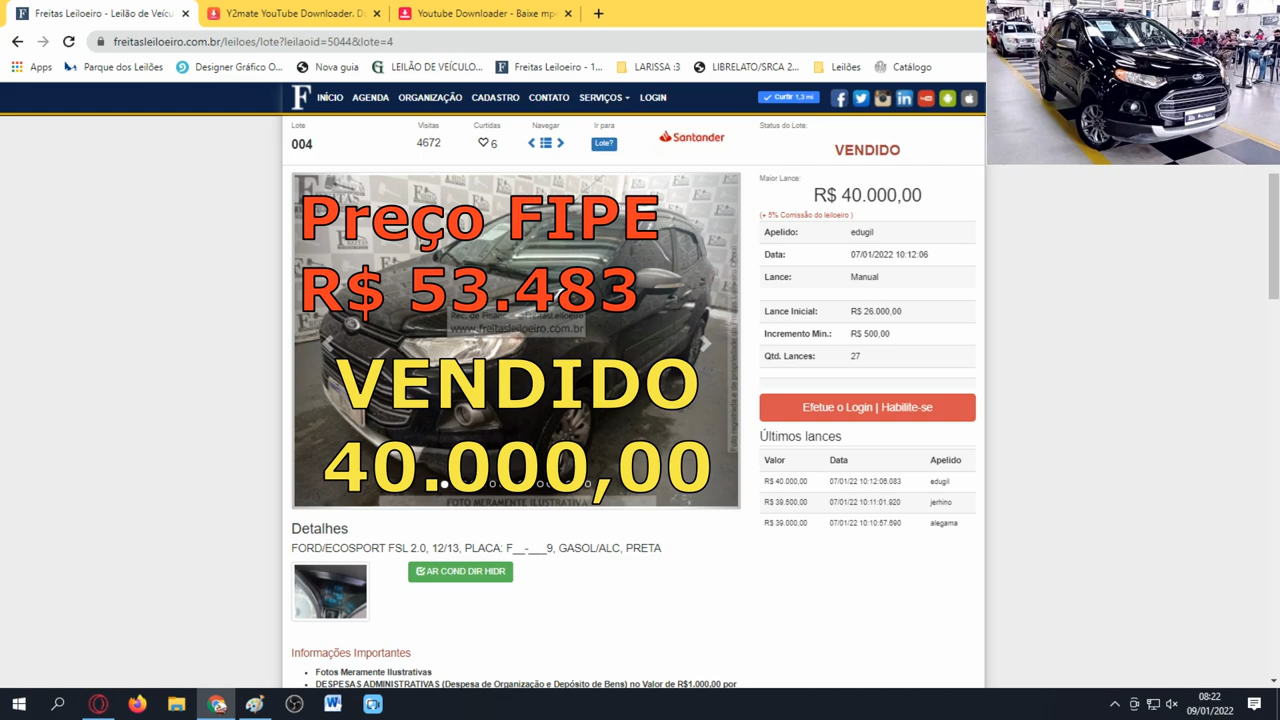 Freitas Leiloeiro - Leilão de Veícu
Y2mate YouTube Downloader. D
Youtube Downloader - Baixe mp
freitasleiloeiro.com.br/leiloes/lote?leilaoid=5044&lote=4
Apps
Parque dos Leilões
Designer Gráfico O...
Nova guia
LEILÃO DE VEÍCULO...
Freitas Leiloeiro - 1...
LARISSA :3
LIBRELATO/SRCA 2...
Leilões
Catálogo
INÍCIO
AGENDA
ORGANIZAÇÃO
CADASTRO
CONTATO
SERVIÇOS
LOGIN
Curtir 1,3 mi
Lote
004
Visitas
4672
Curtidas
6
Navegar
Ir para
Lote?
Santander
Status do Lote:
VENDIDO
Maior Lance:
R$ 40.000,00
(+ 5% Comissão do leiloeiro )
Apelido: edugil
Data: 07/01/2022 10:12:06
Lance: Manual
Lance Inicial: R$ 26.000,00
Incremento Min.: R$ 500,00
Qtd. Lances: 27
Efetue o Login | Habilite-se
Últimos lances
Valor Data Apelido
R$ 40.000,00 07/01/22 10:12:06.083 edugil
R$ 39.500,00 07/01/22 10:11:01.920 jerhino
R$ 39.000,00 07/01/22 10:10:57.690 alegama
Preço FIPE
R$ 53.483
www.freitasleiloeiro.com.br
VENDIDO
40.000,00
FOTO MERAMENTE ILUSTRATIVA
Detalhes
FORD/ECOSPORT FSL 2.0, 12/13, PLACA: F__-___9, GASOL/ALC, PRETA
AR COND DIR HIDR
Informações Importantes
Fotos Meramente Ilustrativas
DESPESAS ADMINISTRATIVAS (Despesa de Organização e Depósito de Bens) no Valor de R$1.000,00 por
08:22
09/01/2022